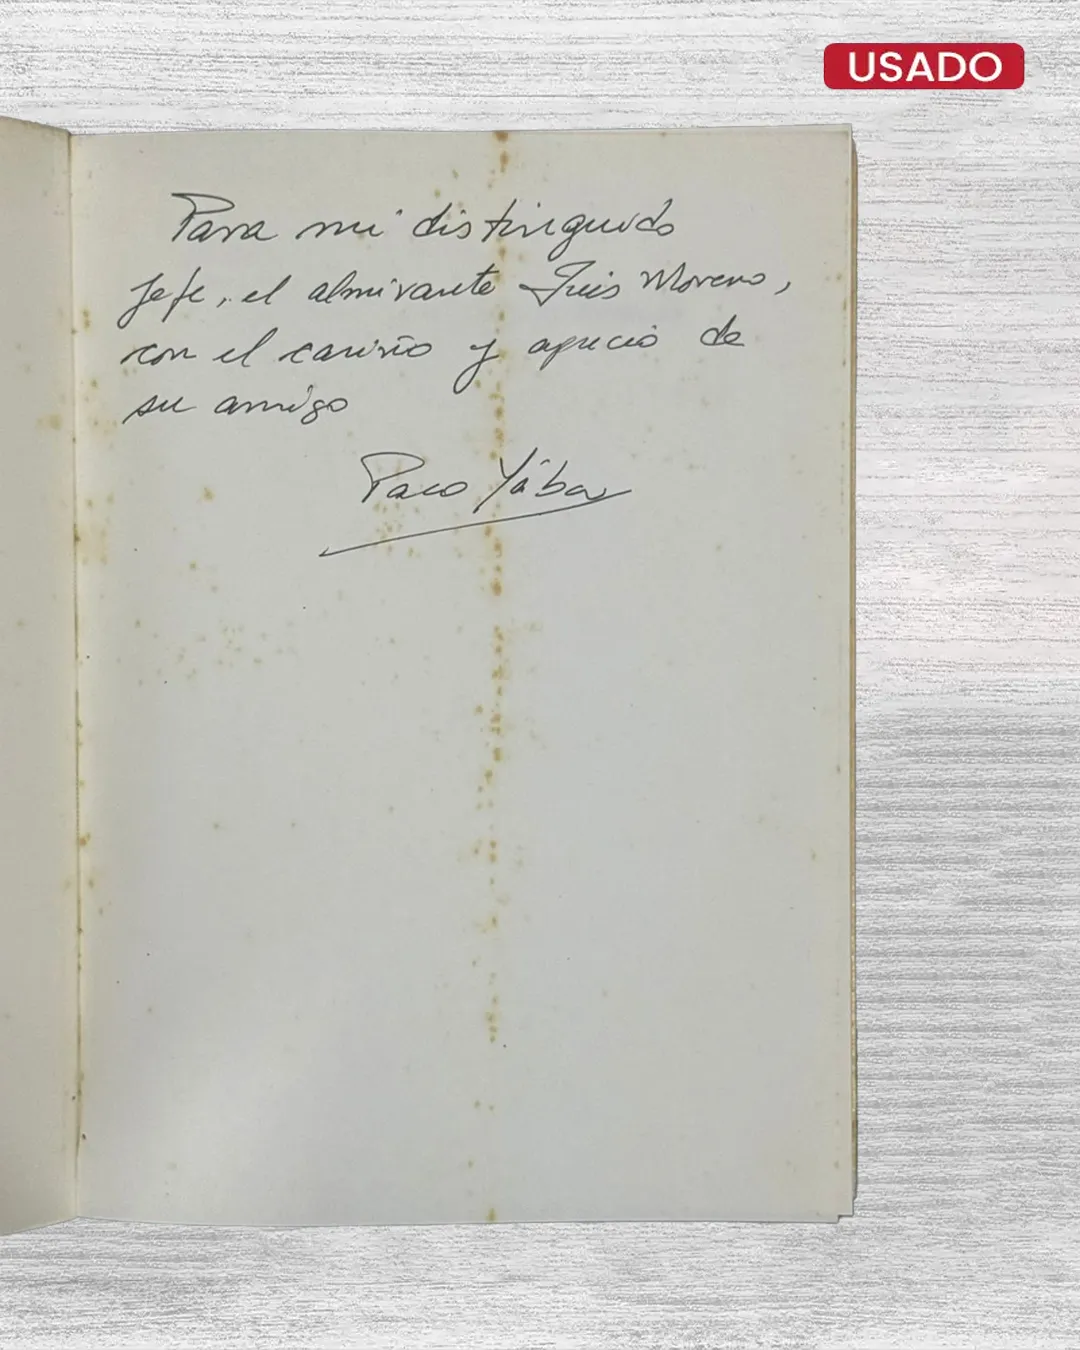 USADO
Para mi distinguido
Jefe, el almirante Luis Moreno,
con el cariño y aprecio de
su amigo
Paco Yábar